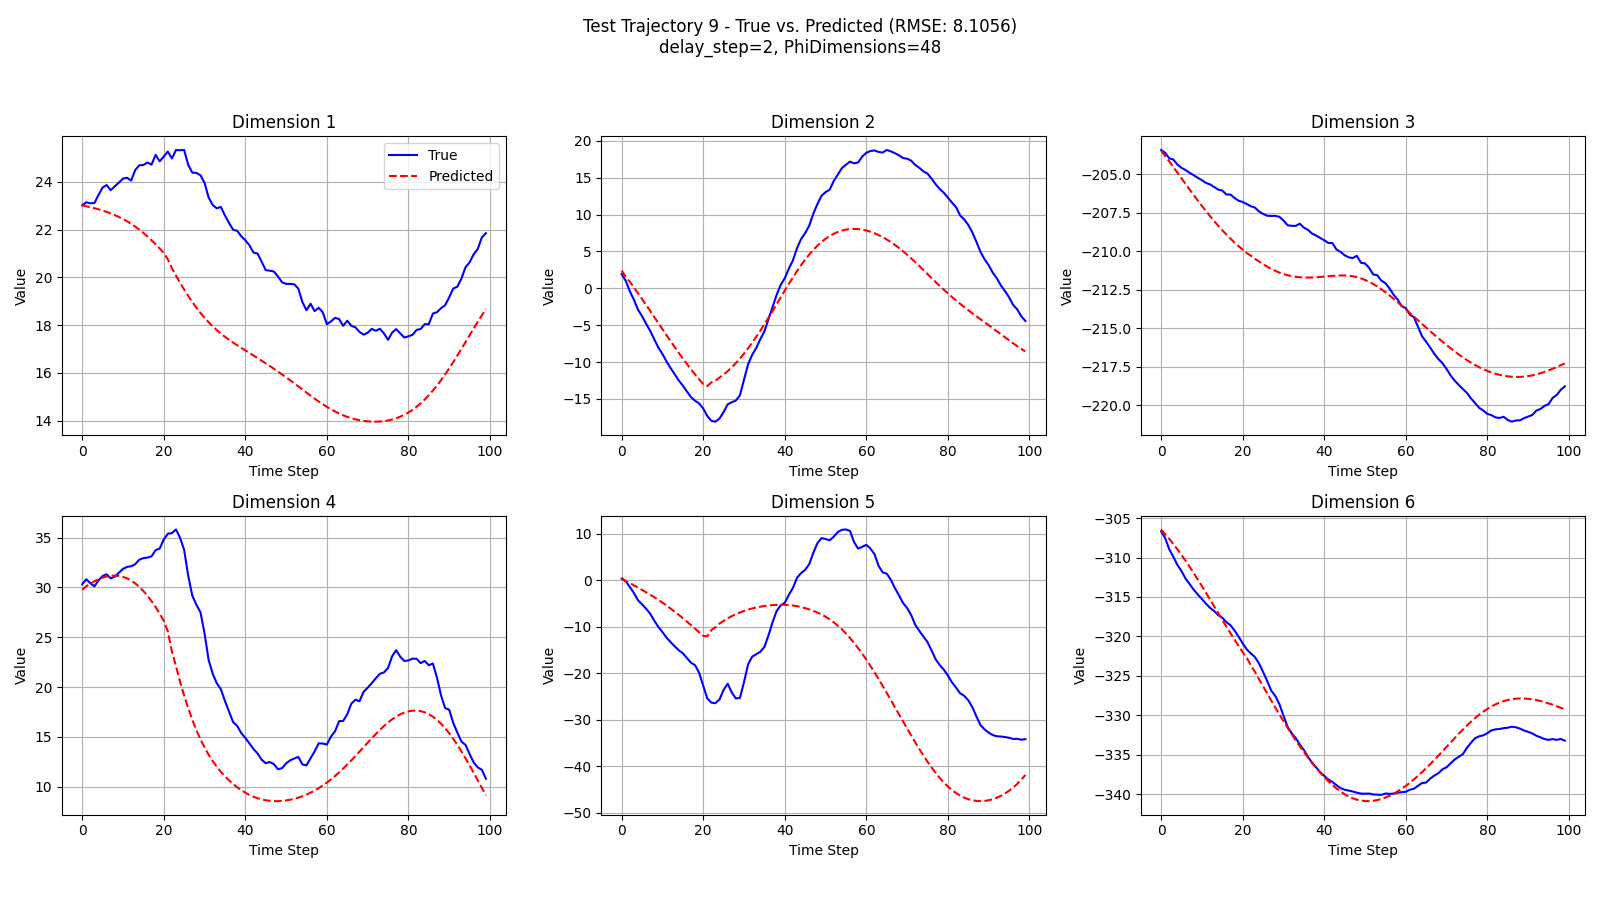 Test Trajectory 9 - True vs. Predicted (RMSE: 8.1056)
delay_step=2, PhiDimensions=48
Dimension 1
True
Predicted
Value
24
22
20
18
16
14
0 20 40 60 80 100
Time Step
Dimension 2
Value
20
15
10
5
0
−5
−10
−15
0 20 40 60 80 100
Time Step
Dimension 3
Value
−205.0
−207.5
−210.0
−212.5
−215.0
−217.5
−220.0
0 20 40 60 80 100
Time Step
Dimension 4
Value
35
30
25
20
15
10
0 20 40 60 80 100
Time Step
Dimension 5
Value
10
0
−10
−20
−30
−40
−50
0 20 40 60 80 100
Time Step
Dimension 6
Value
−305
−310
−315
−320
−325
−330
−335
−340
0 20 40 60 80 100
Time Step